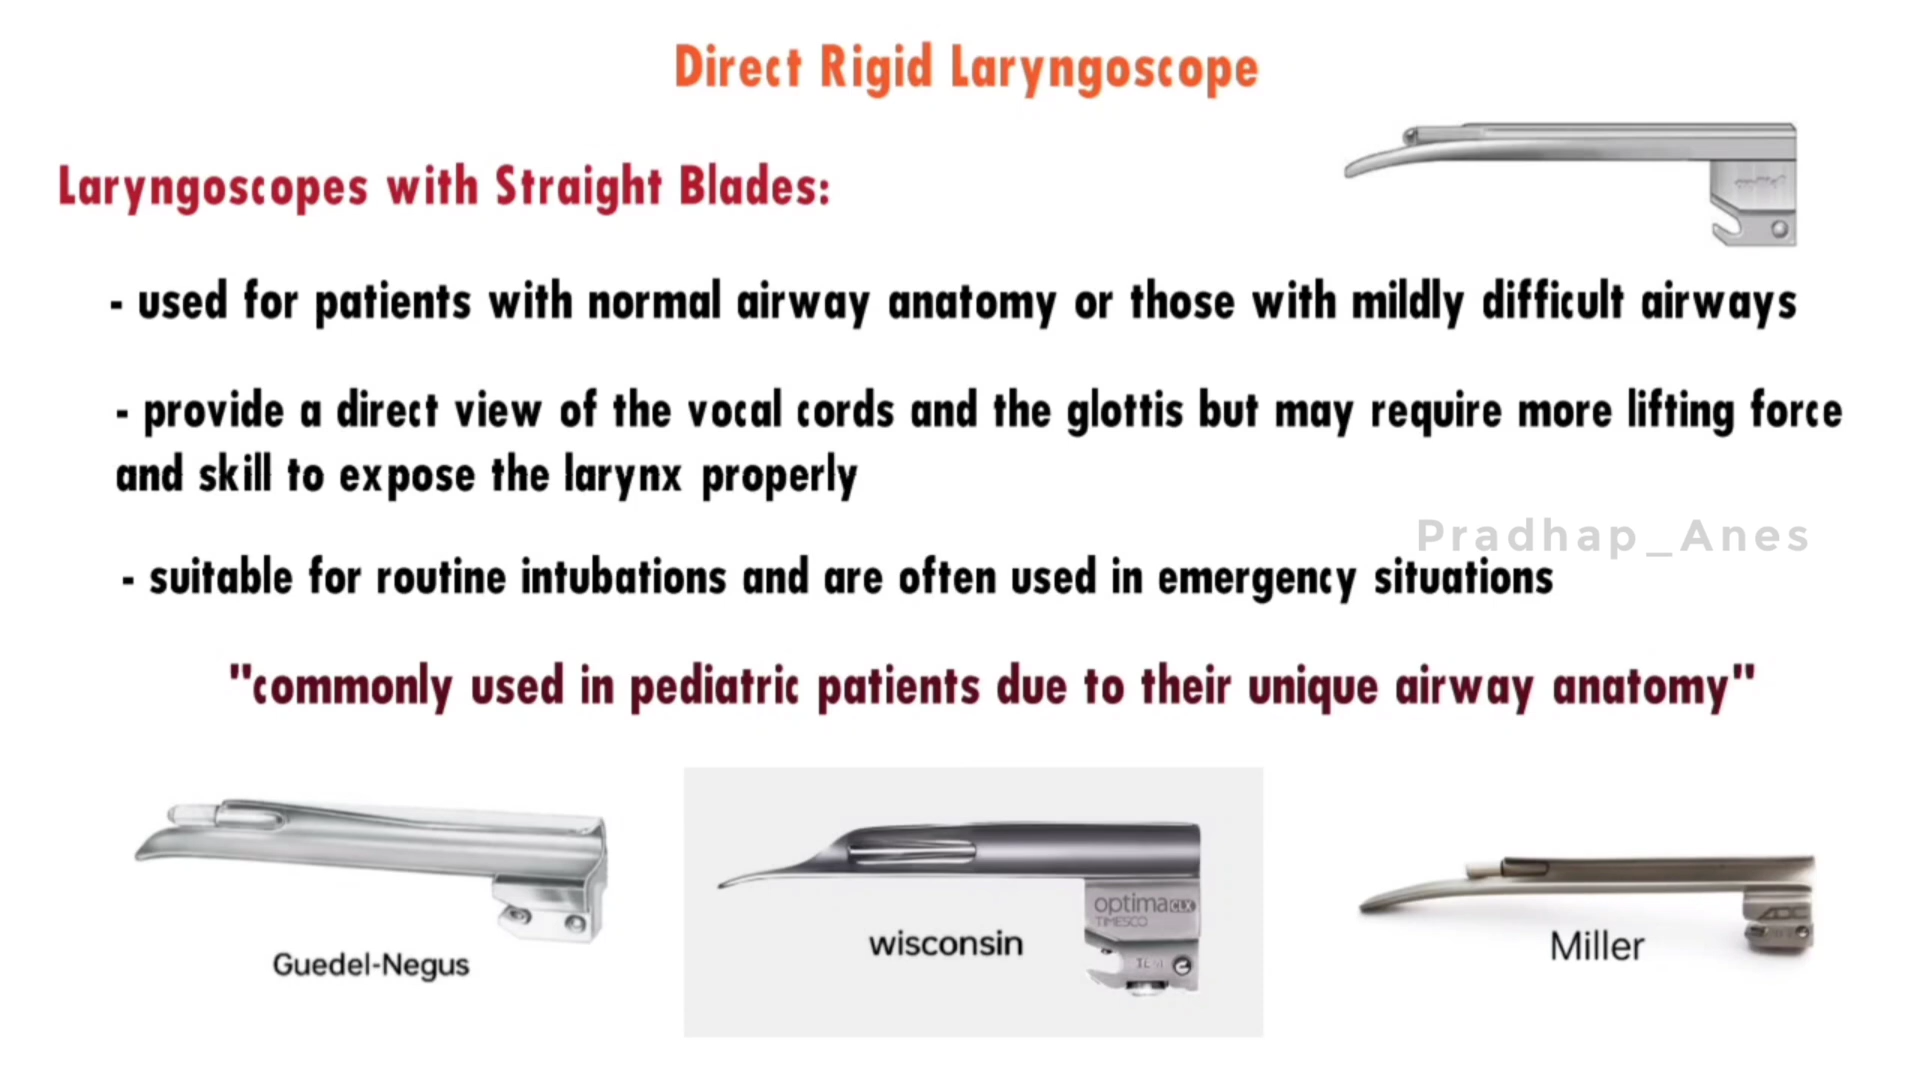 Direct Rigid Laryngoscope
Laryngoscopes with Straight Blades:
- used for patients with normal airway anatomy or those with mildly difficult airways
- provide a direct view of the vocal cords and the glottis but may require more lifting force
and skill to expose the larynx properly
Pradhap_Anes
- suitable for routine intubations and are often used in emergency situations
"commonly used in pediatric patients due to their unique airway anatomy"
optima CLX
TIMESCO
ADC
wisconsin
Miller
Guedel-Negus